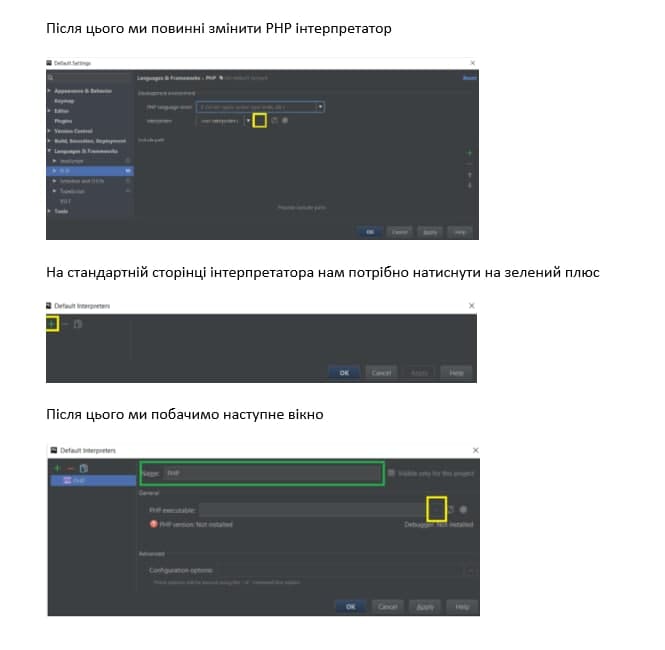 Після цього ми повинні змінити PHP інтерпретатор
Default Settings
Languages & Frameworks › PHP
Reset
Appearance & Behavior
Development environment
Keymap
PHP language level:
Editor
Plugins
Interpreter:
Version Control
Build, Execution, Deployment
Include path
Languages & Frameworks
JavaScript
PHP
Schemas and DTDs
TypeScript
XSLT
Tools
OK
Cancel
Apply
Help
На стандартній сторінці інтерпретатора нам потрібно натиснути на зелений плюс
Default Interpreters
OK
Cancel
Apply
Help
Після цього ми побачимо наступне вікно
Default Interpreters
Name: PHP
Visible only for this project
PHP
General
PHP executable:
PHP version: Not installed
Debugger: Not installed
Advanced
Configuration options:
OK
Cancel
Apply
Help